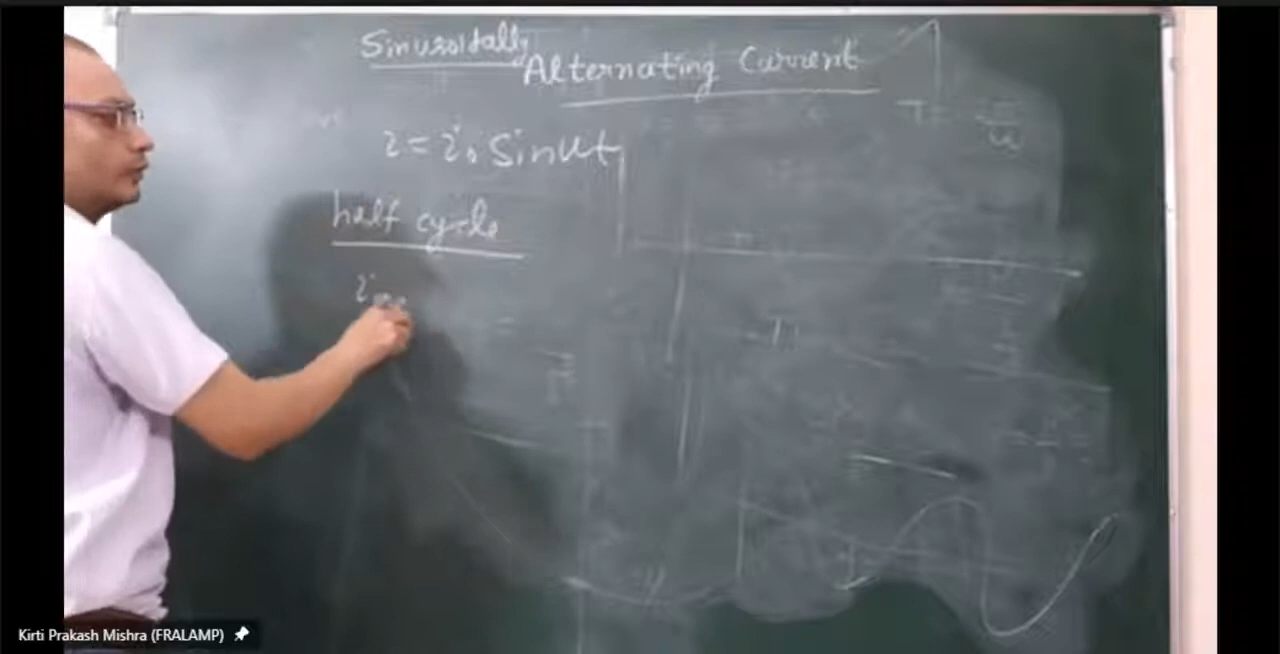 Sinusoidally
Alternating Current
i = i₀ sinωt
half cycle
i
Kirti Prakash Mishra (FRALAMP)